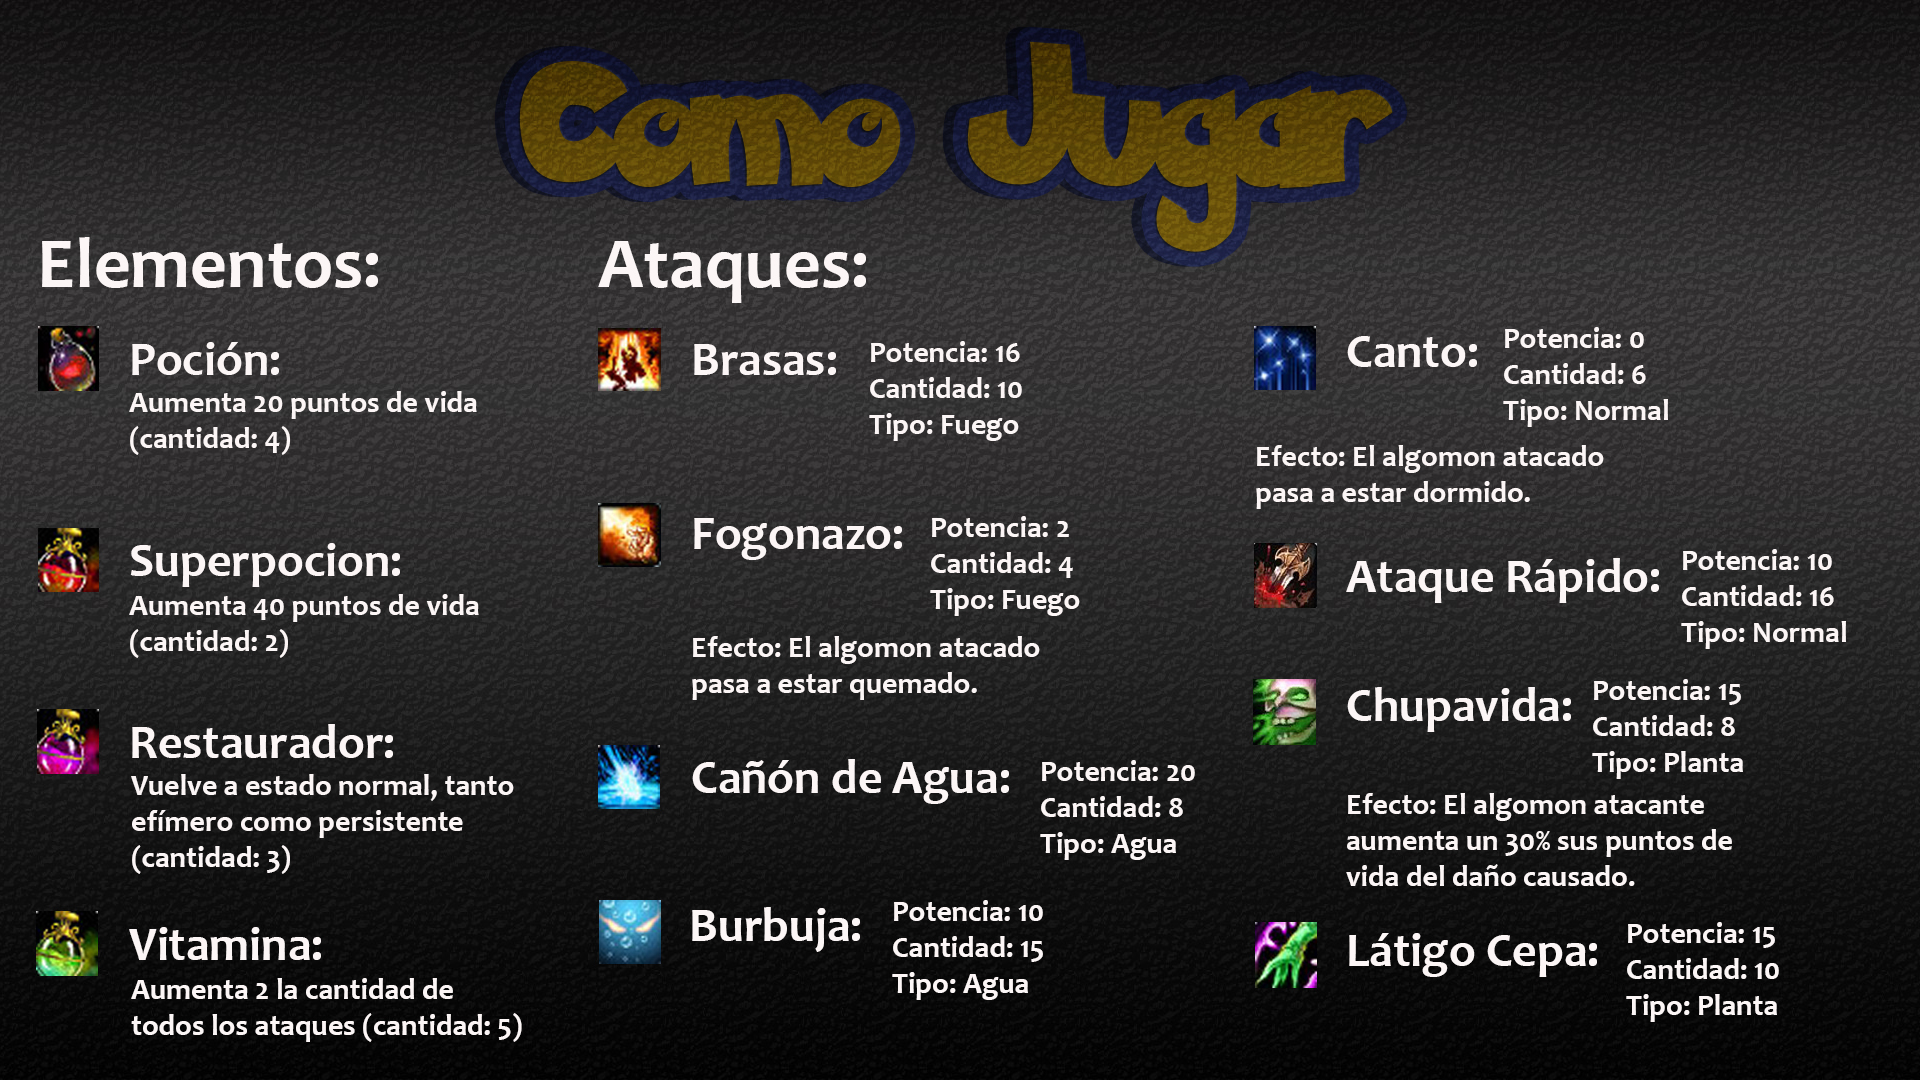 Como Jugar
Elementos:
Poción:
Aumenta 20 puntos de vida
(cantidad: 4)
Superpocion:
Aumenta 40 puntos de vida
(cantidad: 2)
Restaurador:
Vuelve a estado normal, tanto
efímero como persistente
(cantidad: 3)
Vitamina:
Aumenta 2 la cantidad de
todos los ataques (cantidad: 5)
Ataques:
Brasas:
Potencia: 16
Cantidad: 10
Tipo: Fuego
Fogonazo:
Potencia: 2
Cantidad: 4
Tipo: Fuego
Efecto: El algomon atacado
pasa a estar quemado.
Cañón de Agua:
Potencia: 20
Cantidad: 8
Tipo: Agua
Burbuja:
Potencia: 10
Cantidad: 15
Tipo: Agua
Canto:
Potencia: 0
Cantidad: 6
Tipo: Normal
Efecto: El algomon atacado
pasa a estar dormido.
Ataque Rápido:
Potencia: 10
Cantidad: 16
Tipo: Normal
Chupavida:
Potencia: 15
Cantidad: 8
Tipo: Planta
Efecto: El algomon atacante
aumenta un 30% sus puntos de
vida del daño causado.
Látigo Cepa:
Potencia: 15
Cantidad: 10
Tipo: Planta